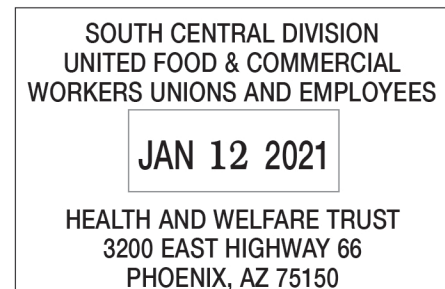 SOUTH CENTRAL DIVISION
UNITED FOOD & COMMERCIAL
WORKERS UNIONS AND EMPLOYEES
JAN 12 2021
HEALTH AND WELFARE TRUST
3200 EAST HIGHWAY 66
PHOENIX, AZ 75150